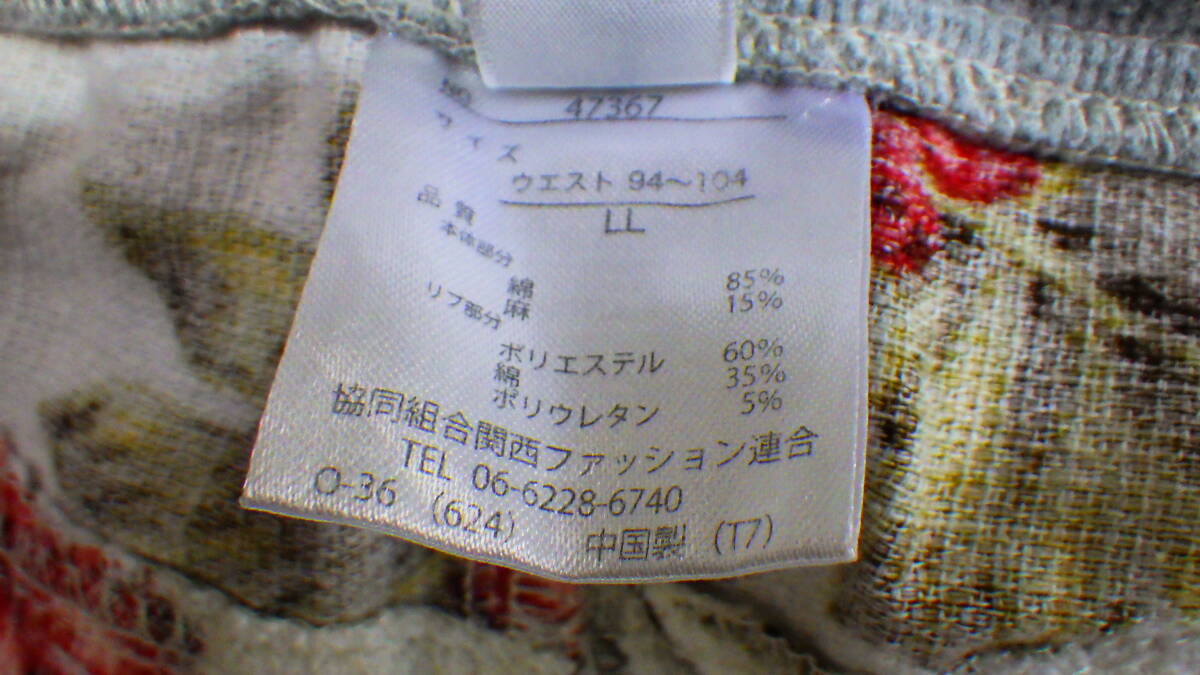 47367
サイズ
ウエスト 94～104
LL
品質
本体部分
綿 85%
麻 15%
リブ部分
ポリエステル 60%
綿 35%
ポリウレタン 5%
協同組合関西ファッション連合
TEL 06-6228-6740
O-36 (624)
中国製 (T7)